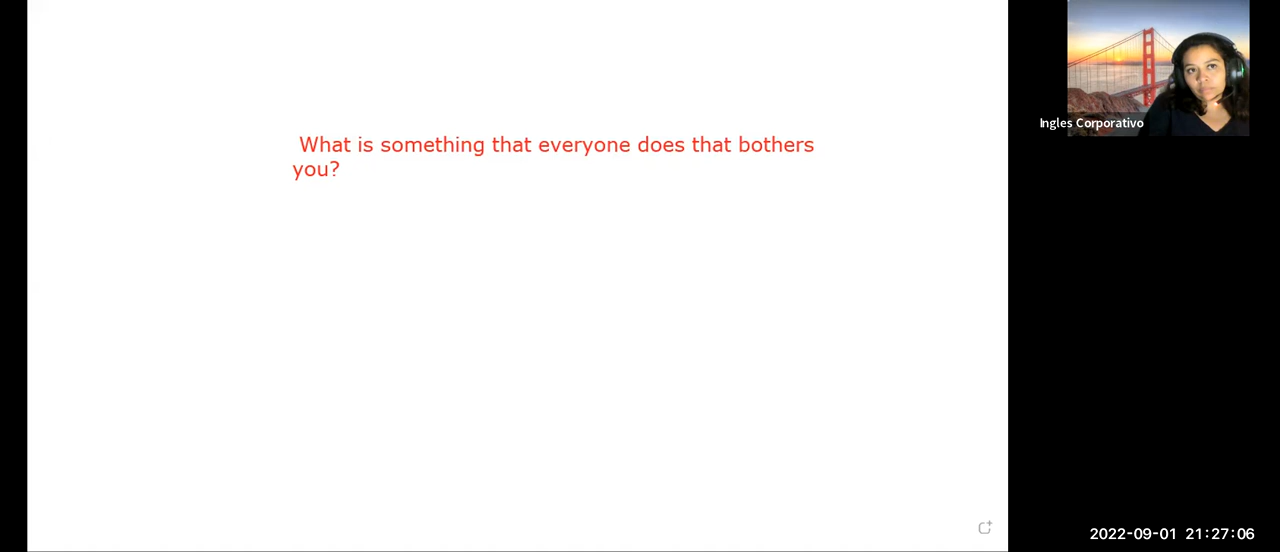 What is something that everyone does that bothers
you?
Ingles Corporativo
2022-09-01 21:27:06